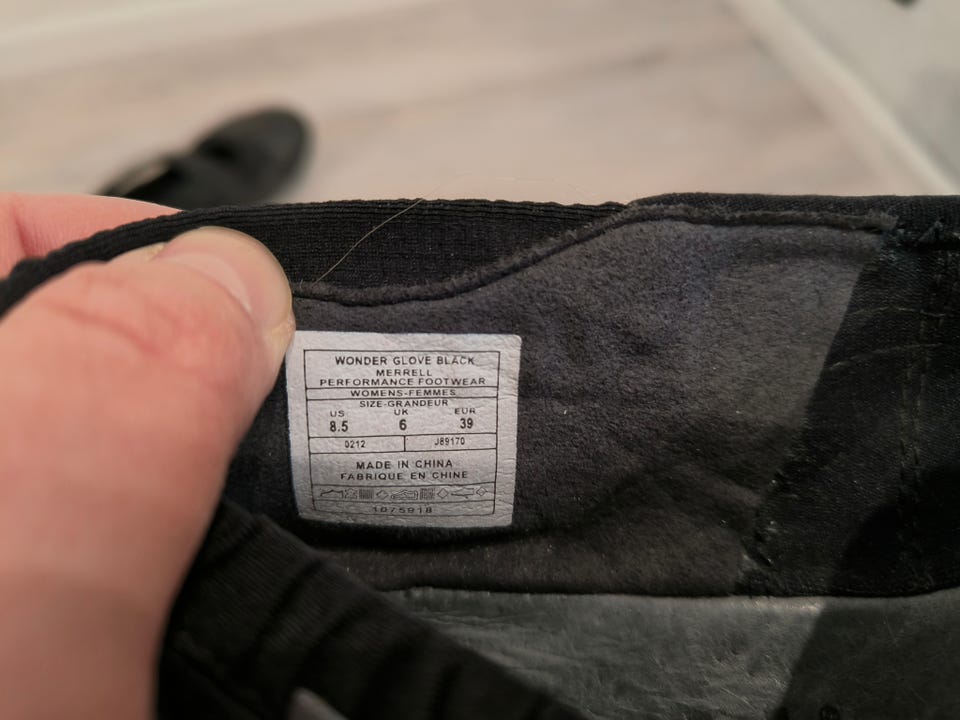 WONDER GLOVE BLACK
MERRELL
PERFORMANCE FOOTWEAR
WOMENS-FEMMES
SIZE-GRANDEUR
US UK EUR
8.5 6 39
0212 J89170
MADE IN CHINA
FABRIQUE EN CHINE
1075918